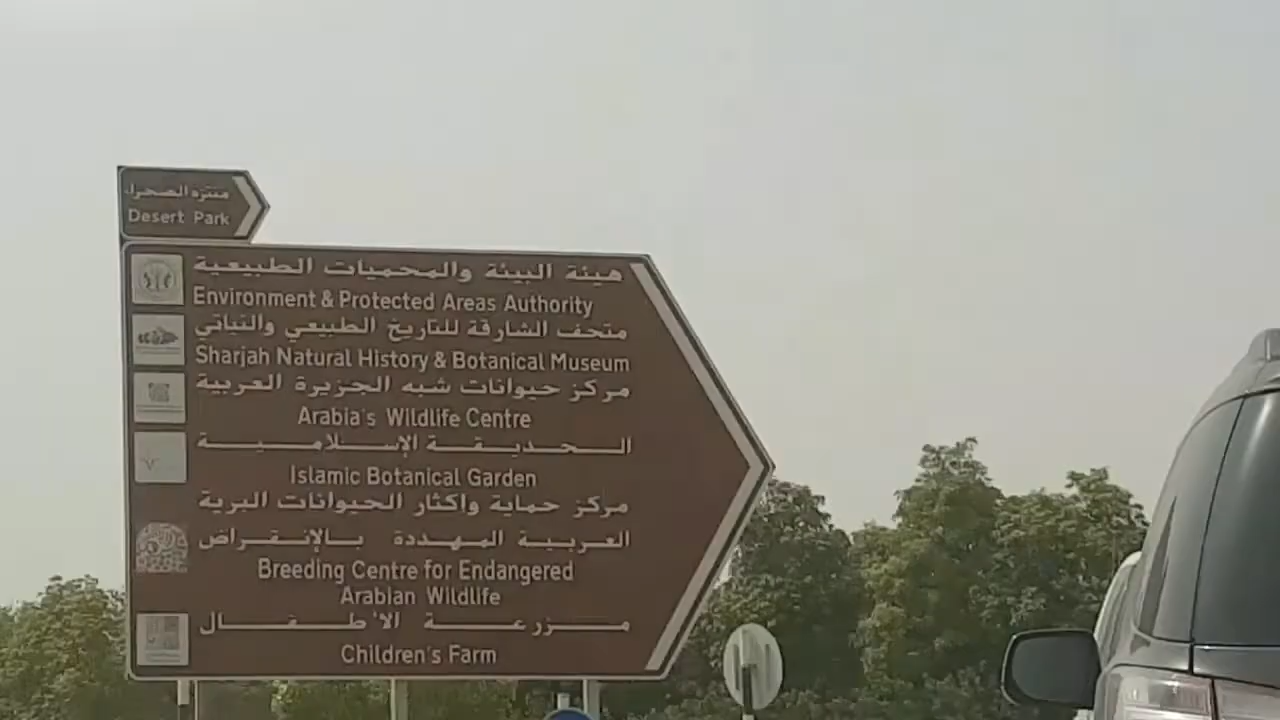 منتزه الصحراء
Desert Park
هيئة البيئة والمحميات الطبيعية
Environment & Protected Areas Authority
متحف الشارقة للتاريخ الطبيعي والنباتي
Sharjah Natural History & Botanical Museum
مركز حيوانات شبه الجزيرة العربية
Arabia's Wildlife Centre
الحديقة الإسلامية
Islamic Botanical Garden
مركز حماية وإكثار الحيوانات البرية
العربية المهددة بالإنقراض
Breeding Centre for Endangered
Arabian Wildlife
مزرعة الاطفال
Children's Farm